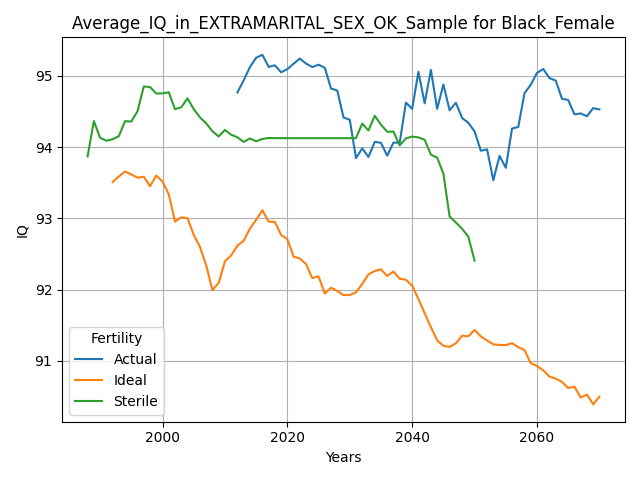 Average_IQ_in_EXTRAMARITAL_SEX_OK_Sample for Black_Female
95
94
93
92
91
IQ
2000
2020
2040
2060
Years
Fertility
Actual
Ideal
Sterile